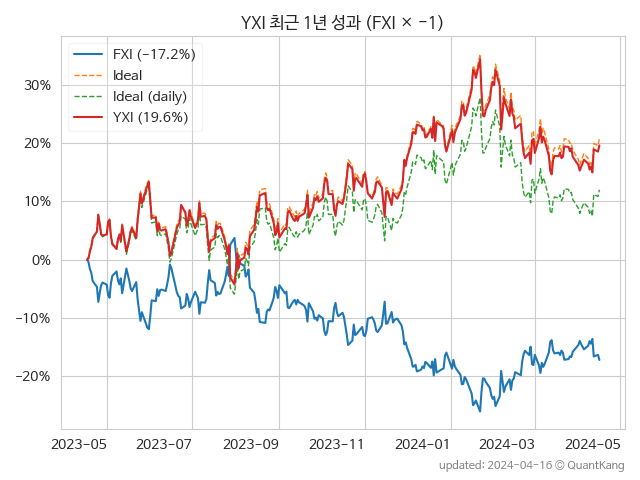 YXI 최근 1년 성과 (FXI × -1)
FXI (-17.2%)
Ideal
Ideal (daily)
YXI (19.6%)
30%
20%
10%
0%
-10%
-20%
2023-05 2023-07 2023-09 2023-11 2024-01 2024-03 2024-05
updated: 2024-04-16 © QuantKang